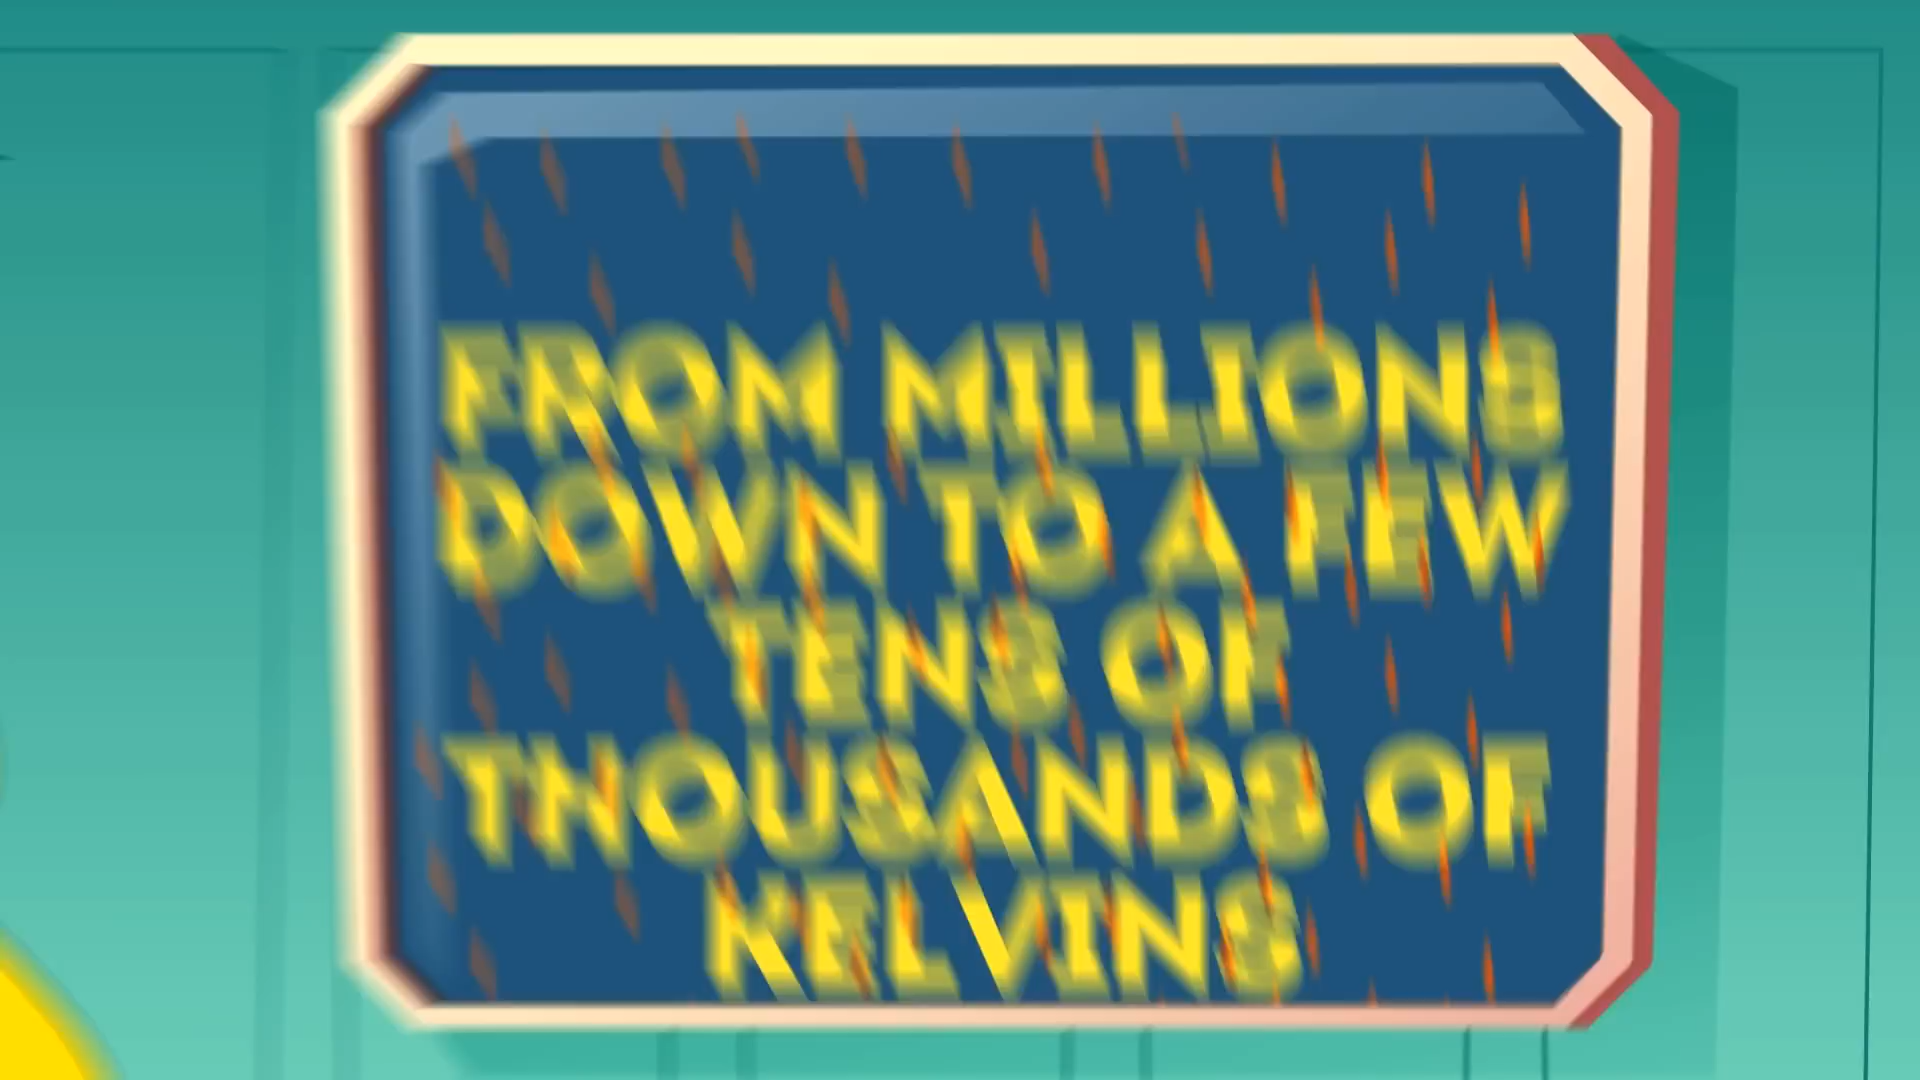 FROM MILLIONS
DOWN TO A FEW
TENS OF
THOUSANDS OF
KELVINS